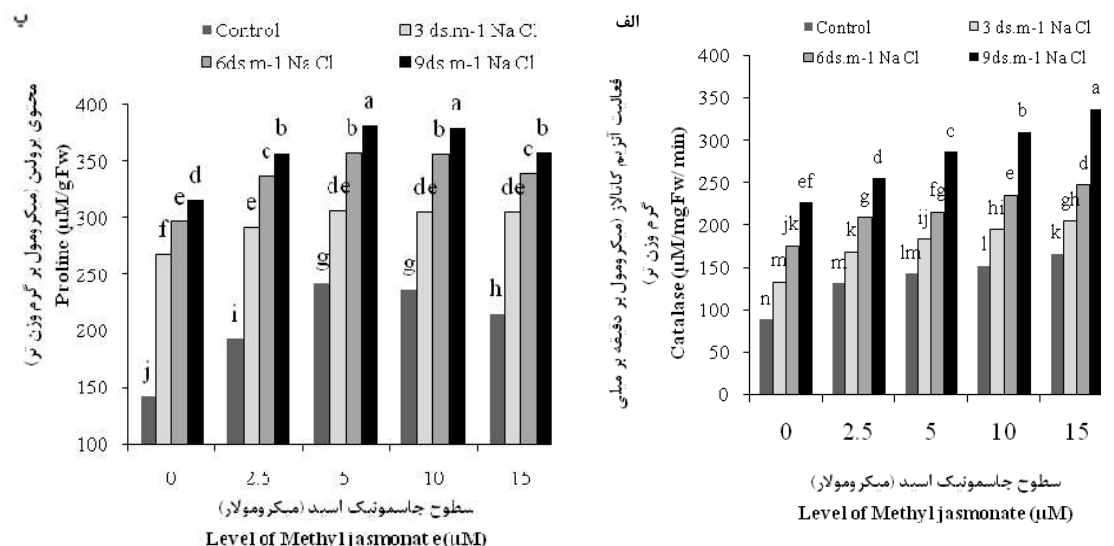 پ
Control
3 ds.m-1 Na Cl
6ds.m-1 Na Cl
9ds.m-1 Na Cl
محتوی پرولین (میکرومول بر گرم وزن تر)
Proline (µM/gFw)
400
350
300
250
200
150
100
j f e d
i e c b
g de b a
g de b a
h de c b
0 2.5 5 10 15
سطوح جاسمونیک اسید (میکرومولار)
Level of Methyl jasmonat e(µM)
الف
Control
3 ds.m-1 Na Cl
6ds.m-1 Na Cl
9ds.m-1 Na Cl
فعالیت آنزیم کاتالاز (میکرومول بر دقیقه بر میلی
گرم وزن تر)
Catalase (µM/mgFw/ min)
400
350
300
250
200
150
100
50
0
n m jk ef
m k g d
lm ij fg c
l hi e b
k gh d a
0 2.5 5 10 15
سطوح جاسمونیک اسید (میکرومولار)
Level of Methyl jasmonate (µM)